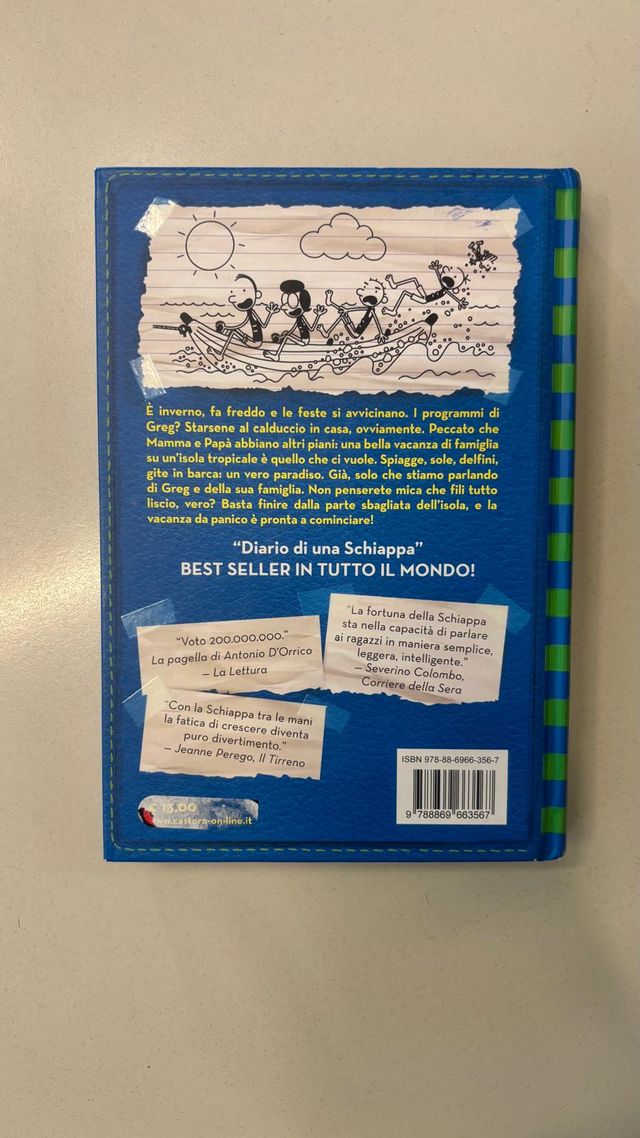 È inverno, fa freddo e le feste si avvicinano. I programmi di
Greg? Starsene al calduccio in casa, ovviamente. Peccato che
Mamma e Papà abbiano altri piani: una bella vacanza di famiglia
su un'isola tropicale è quello che ci vuole. Spiagge, sole, delfini,
gite in barca: un vero paradiso. Già, solo che stiamo parlando
di Greg e della sua famiglia. Non penserete mica che fili tutto
liscio, vero? Basta finire dalla parte sbagliata dell'isola, e la
vacanza da panico è pronta a cominciare!
"Diario di una Schiappa"
BEST SELLER IN TUTTO IL MONDO!
"Voto 200.000.000."
La pagella di Antonio D'Orrico
– La Lettura
"La fortuna della Schiappa
sta nella capacità di parlare
ai ragazzi in maniera semplice,
leggera, intelligente."
– Severino Colombo,
Corriere della Sera
"Con la Schiappa tra le mani
la fatica di crescere diventa
puro divertimento."
– Jeanne Perego, Il Tirreno
€ 13,00
www.castoro-on-line.it
ISBN 978-88-6966-356-7
9 788869 663567